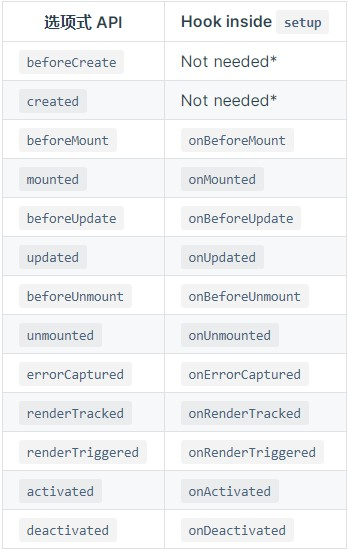 选项式 API Hook inside setup
beforeCreate Not needed*
created Not needed*
beforeMount onBeforeMount
mounted onMounted
beforeUpdate onBeforeUpdate
updated onUpdated
beforeUnmount onBeforeUnmount
unmounted onUnmounted
errorCaptured onErrorCaptured
renderTracked onRenderTracked
renderTriggered onRenderTriggered
activated onActivated
deactivated onDeactivated